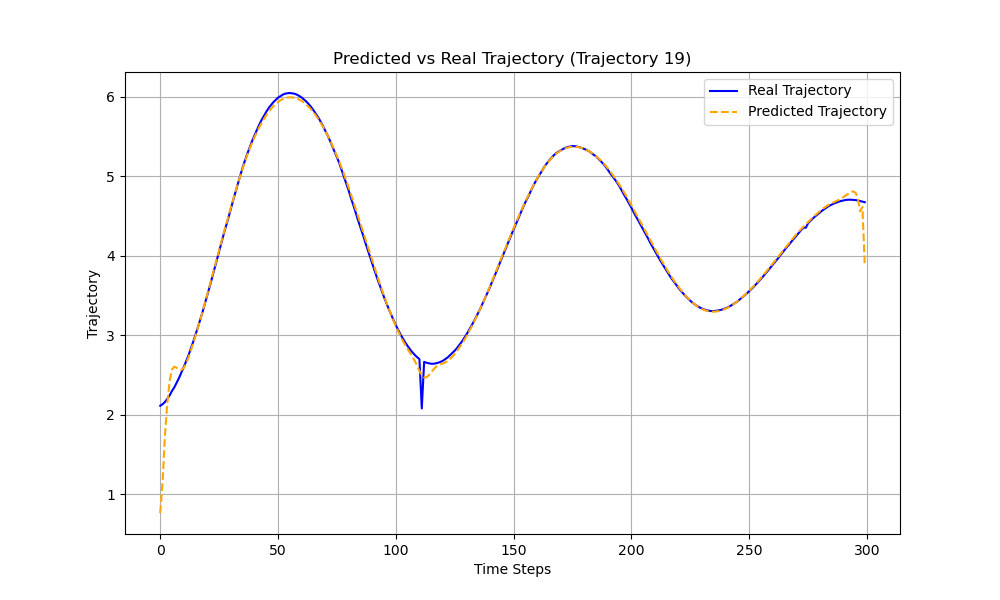 Predicted vs Real Trajectory (Trajectory 19)
Real Trajectory
Predicted Trajectory
6
5
4
3
2
1
Trajectory
0 50 100 150 200 250 300
Time Steps